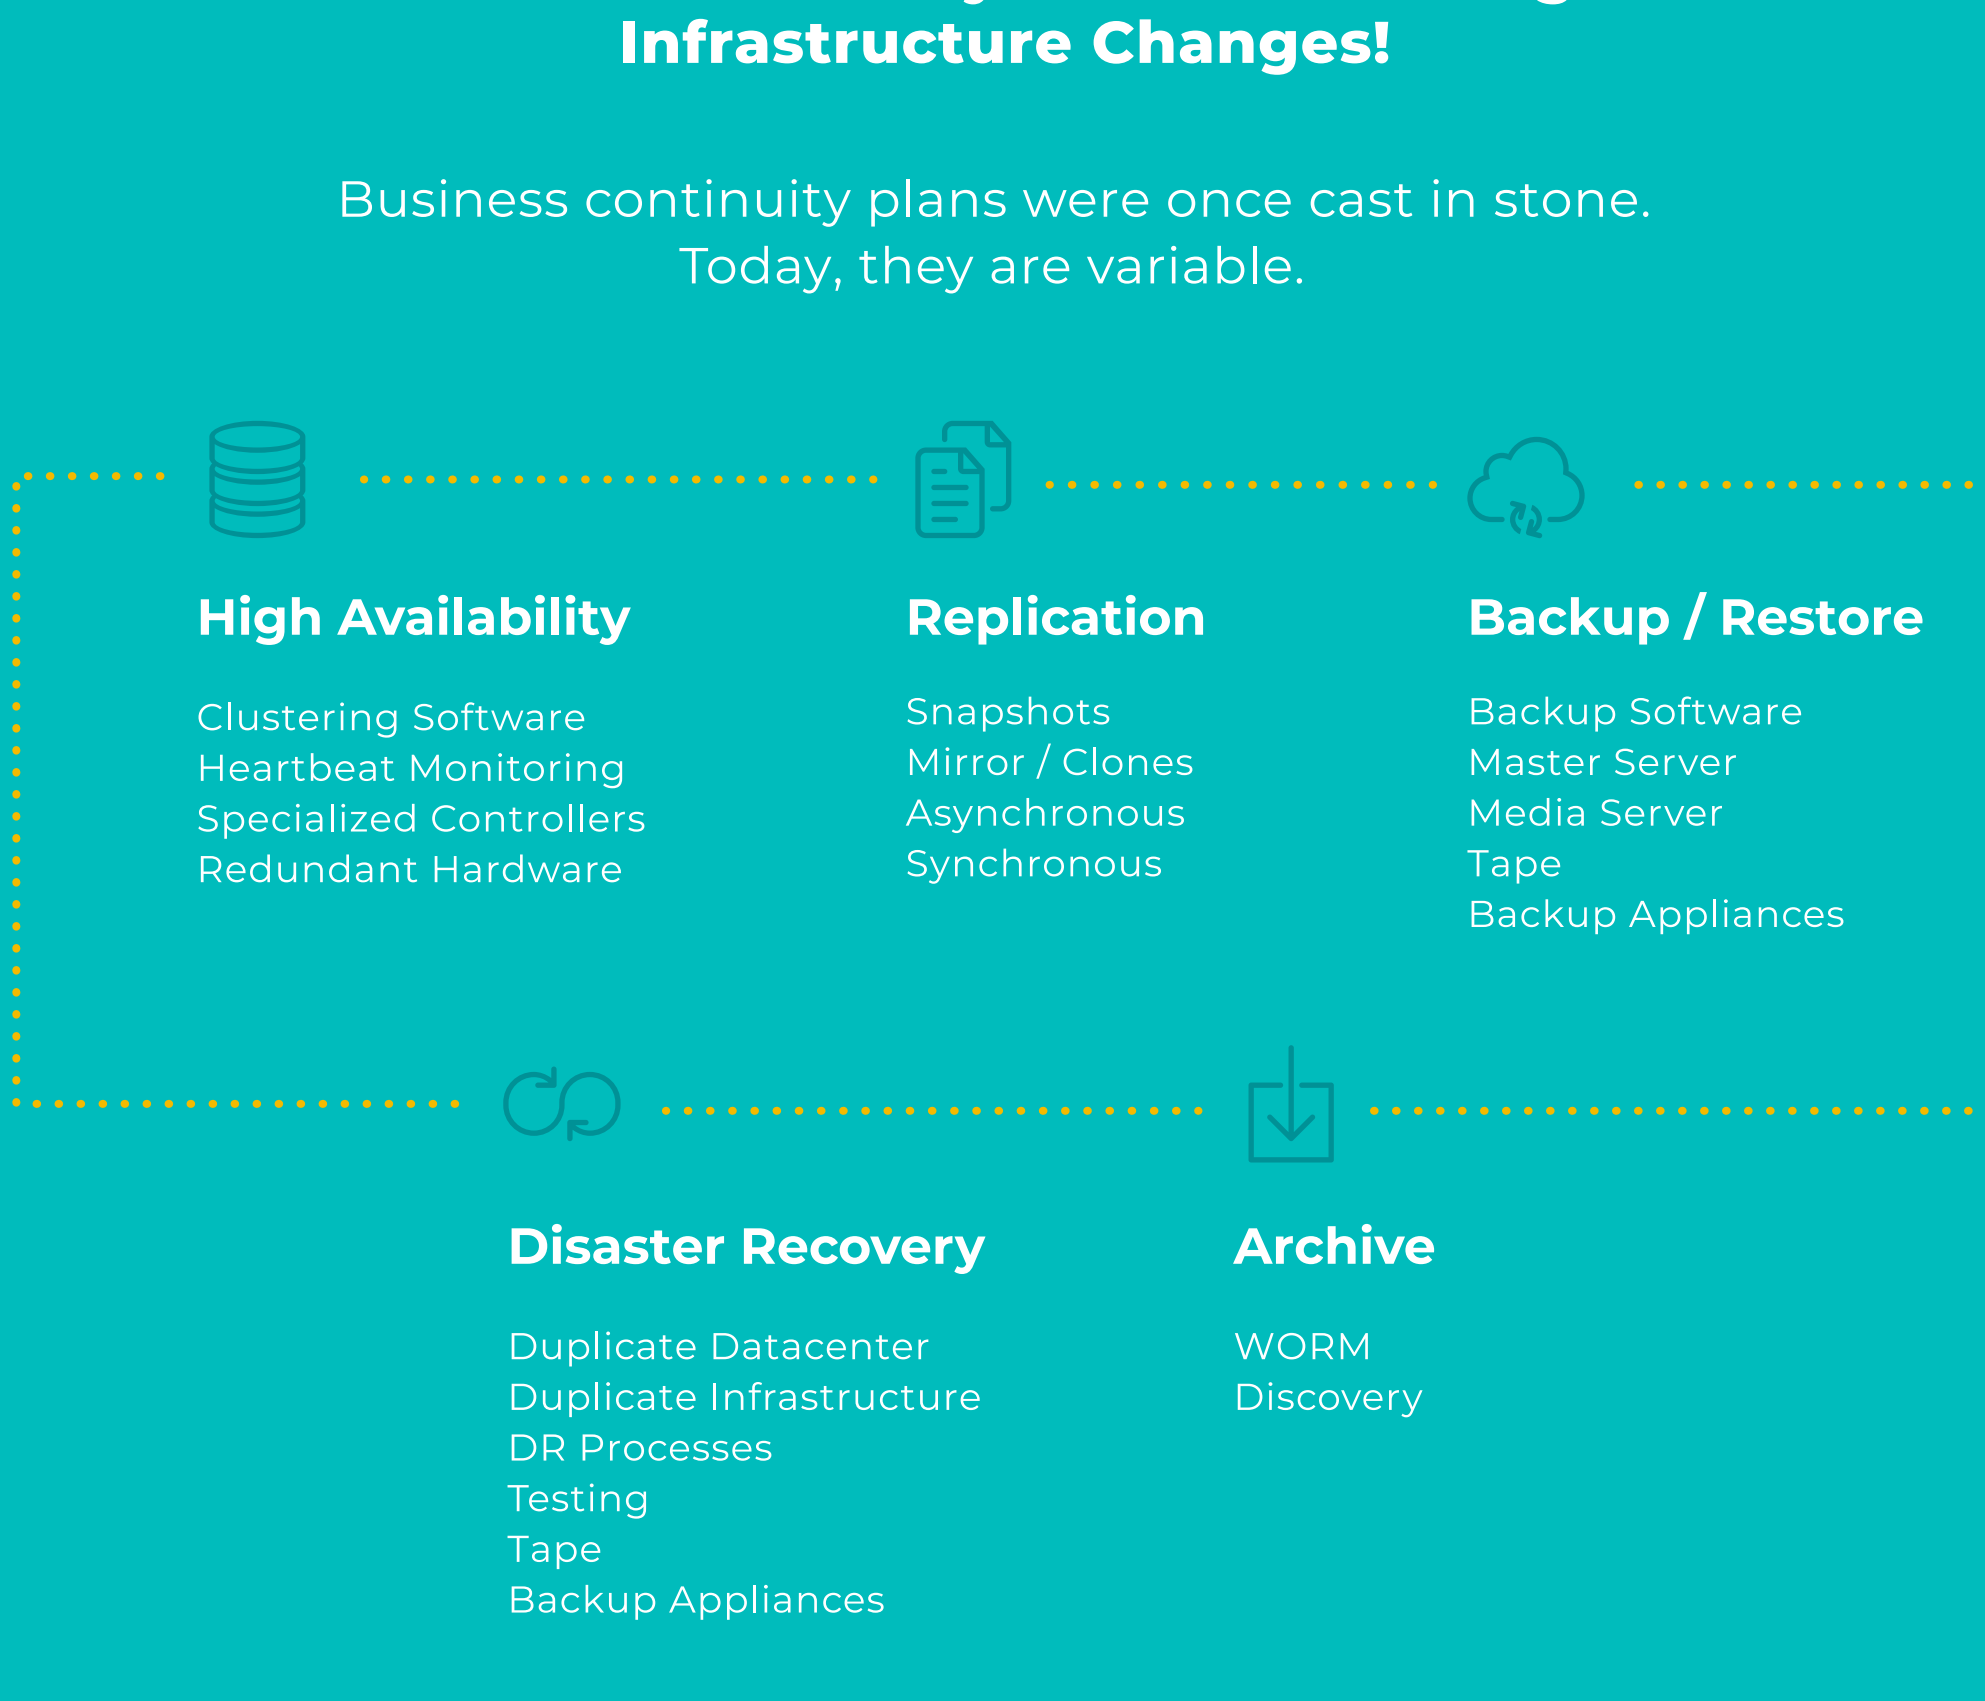 Infrastructure Changes!
Business continuity plans were once cast in stone.
Today, they are variable.
High Availability
Clustering Software
Heartbeat Monitoring
Specialized Controllers
Redundant Hardware
Replication
Snapshots
Mirror / Clones
Asynchronous
Synchronous
Backup / Restore
Backup Software
Master Server
Media Server
Tape
Backup Appliances
Disaster Recovery
Duplicate Datacenter
Duplicate Infrastructure
DR Processes
Testing
Tape
Backup Appliances
Archive
WORM
Discovery